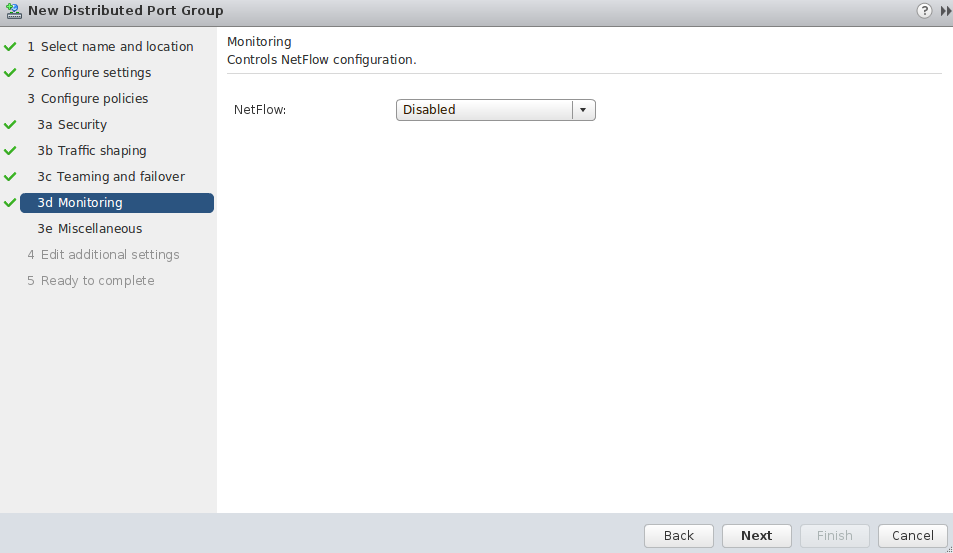 New Distributed Port Group
?
1 Select name and location
2 Configure settings
3 Configure policies
3a Security
3b Traffic shaping
3c Teaming and failover
3d Monitoring
3e Miscellaneous
4 Edit additional settings
5 Ready to complete
Monitoring
Controls NetFlow configuration.
NetFlow: Disabled
Back Next Finish Cancel